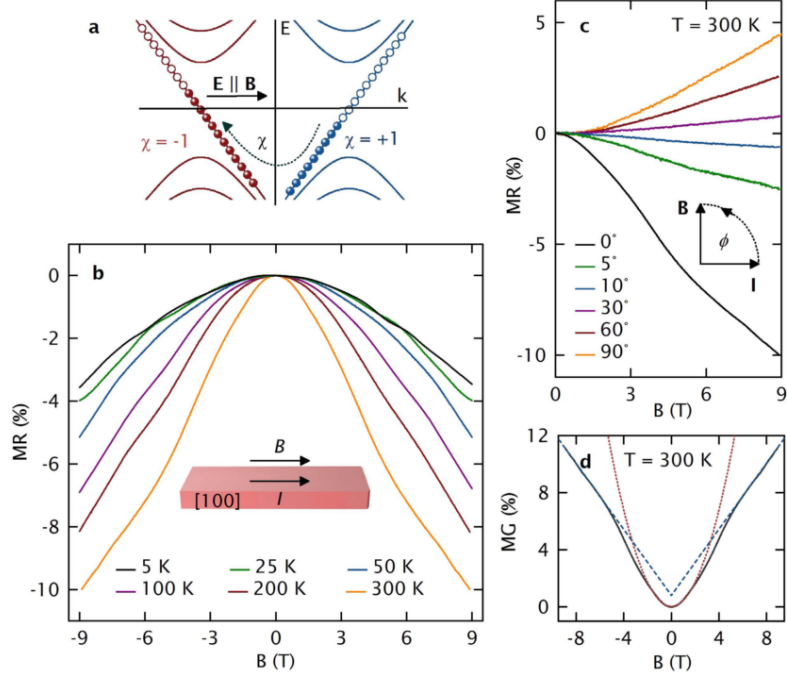 a
E
E || B
k
χ = -1
χ
χ = +1
b
0
-2
-4
-6
-8
-10
MR (%)
B
I
[100]
5 K
25 K
50 K
100 K
200 K
300 K
-9
-6
-3
0
3
6
9
B (T)
c
T = 300 K
5
0
-5
-10
MR (%)
B
ϕ
I
0°
5°
10°
30°
60°
90°
0
3
6
9
B (T)
d
T = 300 K
12
8
4
0
MG (%)
-8
-4
0
4
8
B (T)